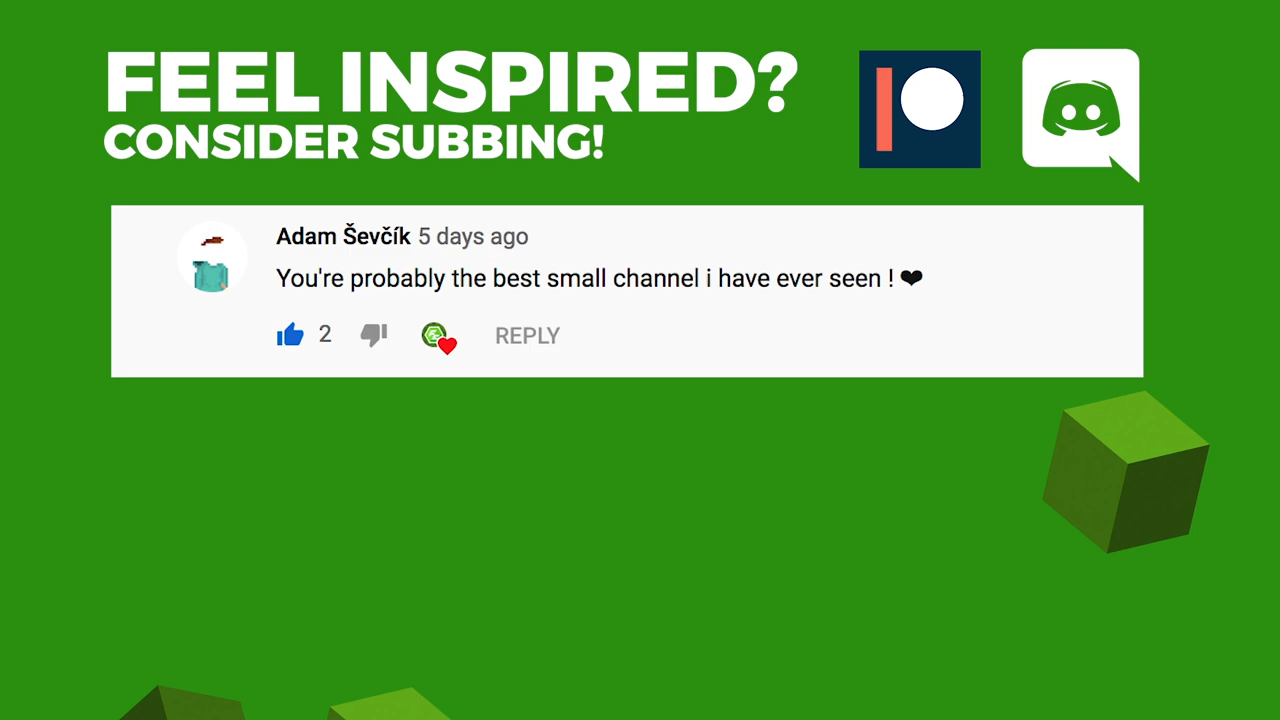 FEEL INSPIRED?
CONSIDER SUBBING!
Adam Ševčík 5 days ago
You're probably the best small channel i have ever seen ! ❤
2 REPLY